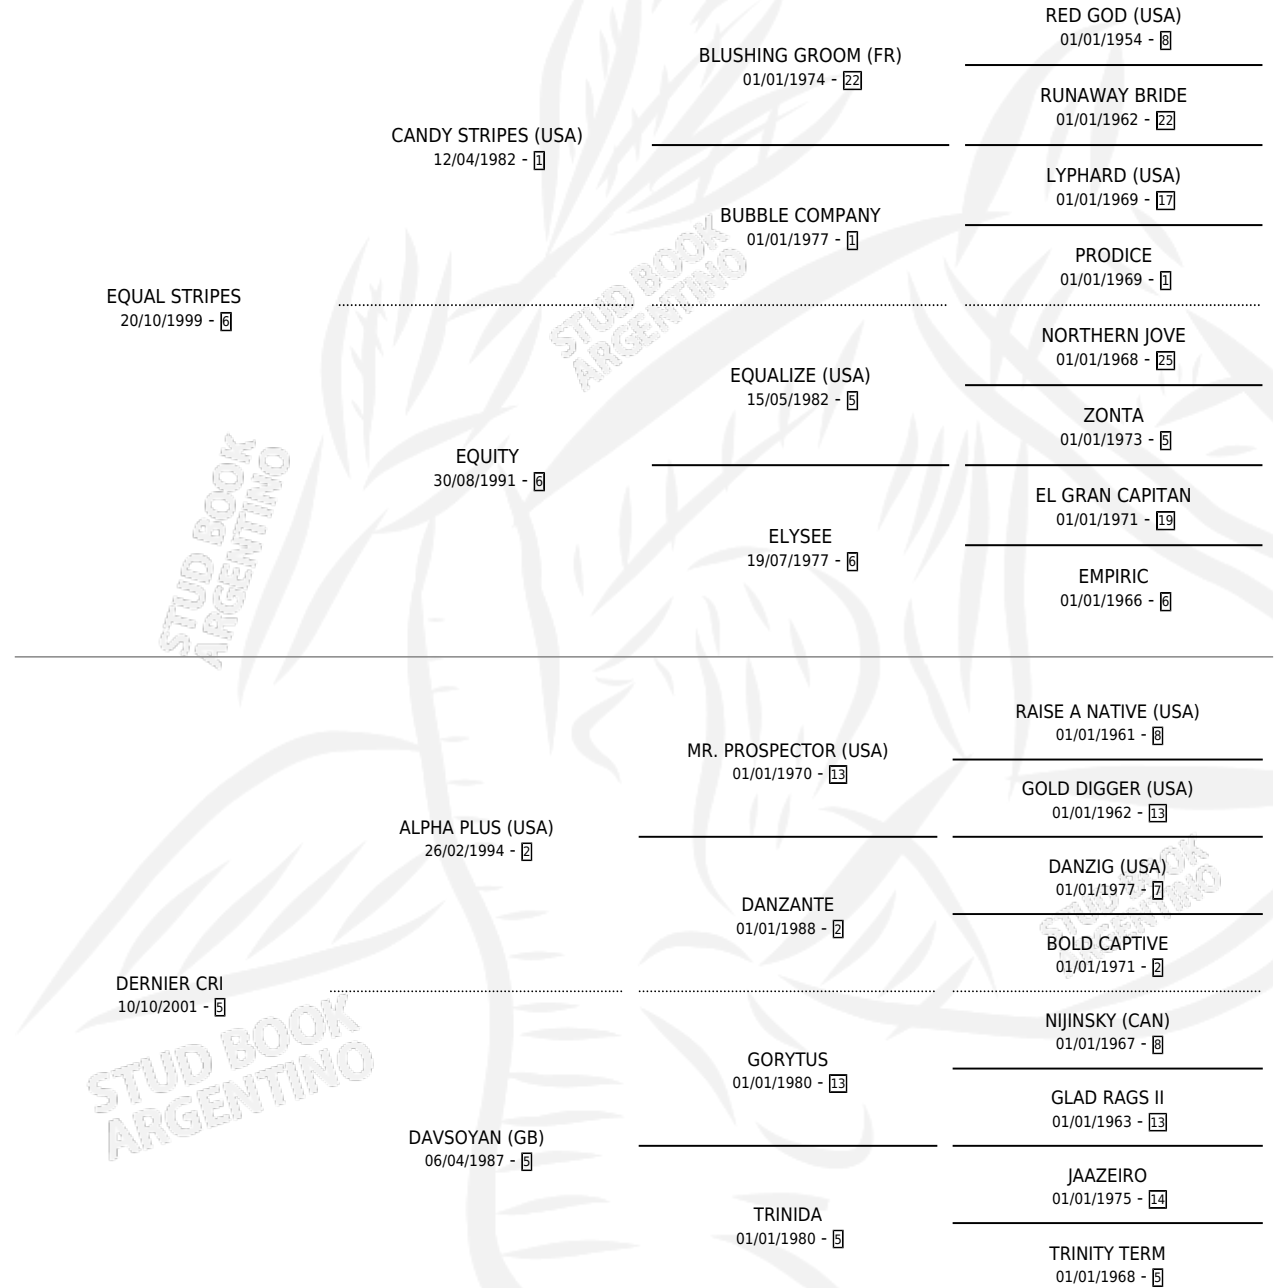 RED GOD (USA)
01/01/1954 - 8
BLUSHING GROOM (FR)
01/01/1974 - 22
RUNAWAY BRIDE
01/01/1962 - 22
CANDY STRIPES (USA)
12/04/1982 - 1
LYPHARD (USA)
01/01/1969 - 17
BUBBLE COMPANY
01/01/1977 - 1
PRODICE
01/01/1969 - 1
EQUAL STRIPES
20/10/1999 - 6
NORTHERN JOVE
01/01/1968 - 25
EQUALIZE (USA)
15/05/1982 - 5
ZONTA
01/01/1973 - 5
EQUITY
30/08/1991 - 6
EL GRAN CAPITAN
01/01/1971 - 19
ELYSEE
19/07/1977 - 6
EMPIRIC
01/01/1966 - 6
RAISE A NATIVE (USA)
01/01/1961 - 8
MR. PROSPECTOR (USA)
01/01/1970 - 13
GOLD DIGGER (USA)
01/01/1962 - 13
ALPHA PLUS (USA)
26/02/1994 - 2
DANZIG (USA)
01/01/1977 - 7
DANZANTE
01/01/1988 - 2
BOLD CAPTIVE
01/01/1971 - 2
DERNIER CRI
10/10/2001 - 5
NIJINSKY (CAN)
01/01/1967 - 8
GORYTUS
01/01/1980 - 13
GLAD RAGS II
01/01/1963 - 13
DAVSOYAN (GB)
06/04/1987 - 5
JAAZEIRO
01/01/1975 - 14
TRINIDA
01/01/1980 - 5
TRINITY TERM
01/01/1968 - 5
STUD BOOK
ARGENTINO
STUD BOOK
ARGENTINO
STUD BOOK
ARGENTINO
STUD BOOK
ARGENTINO